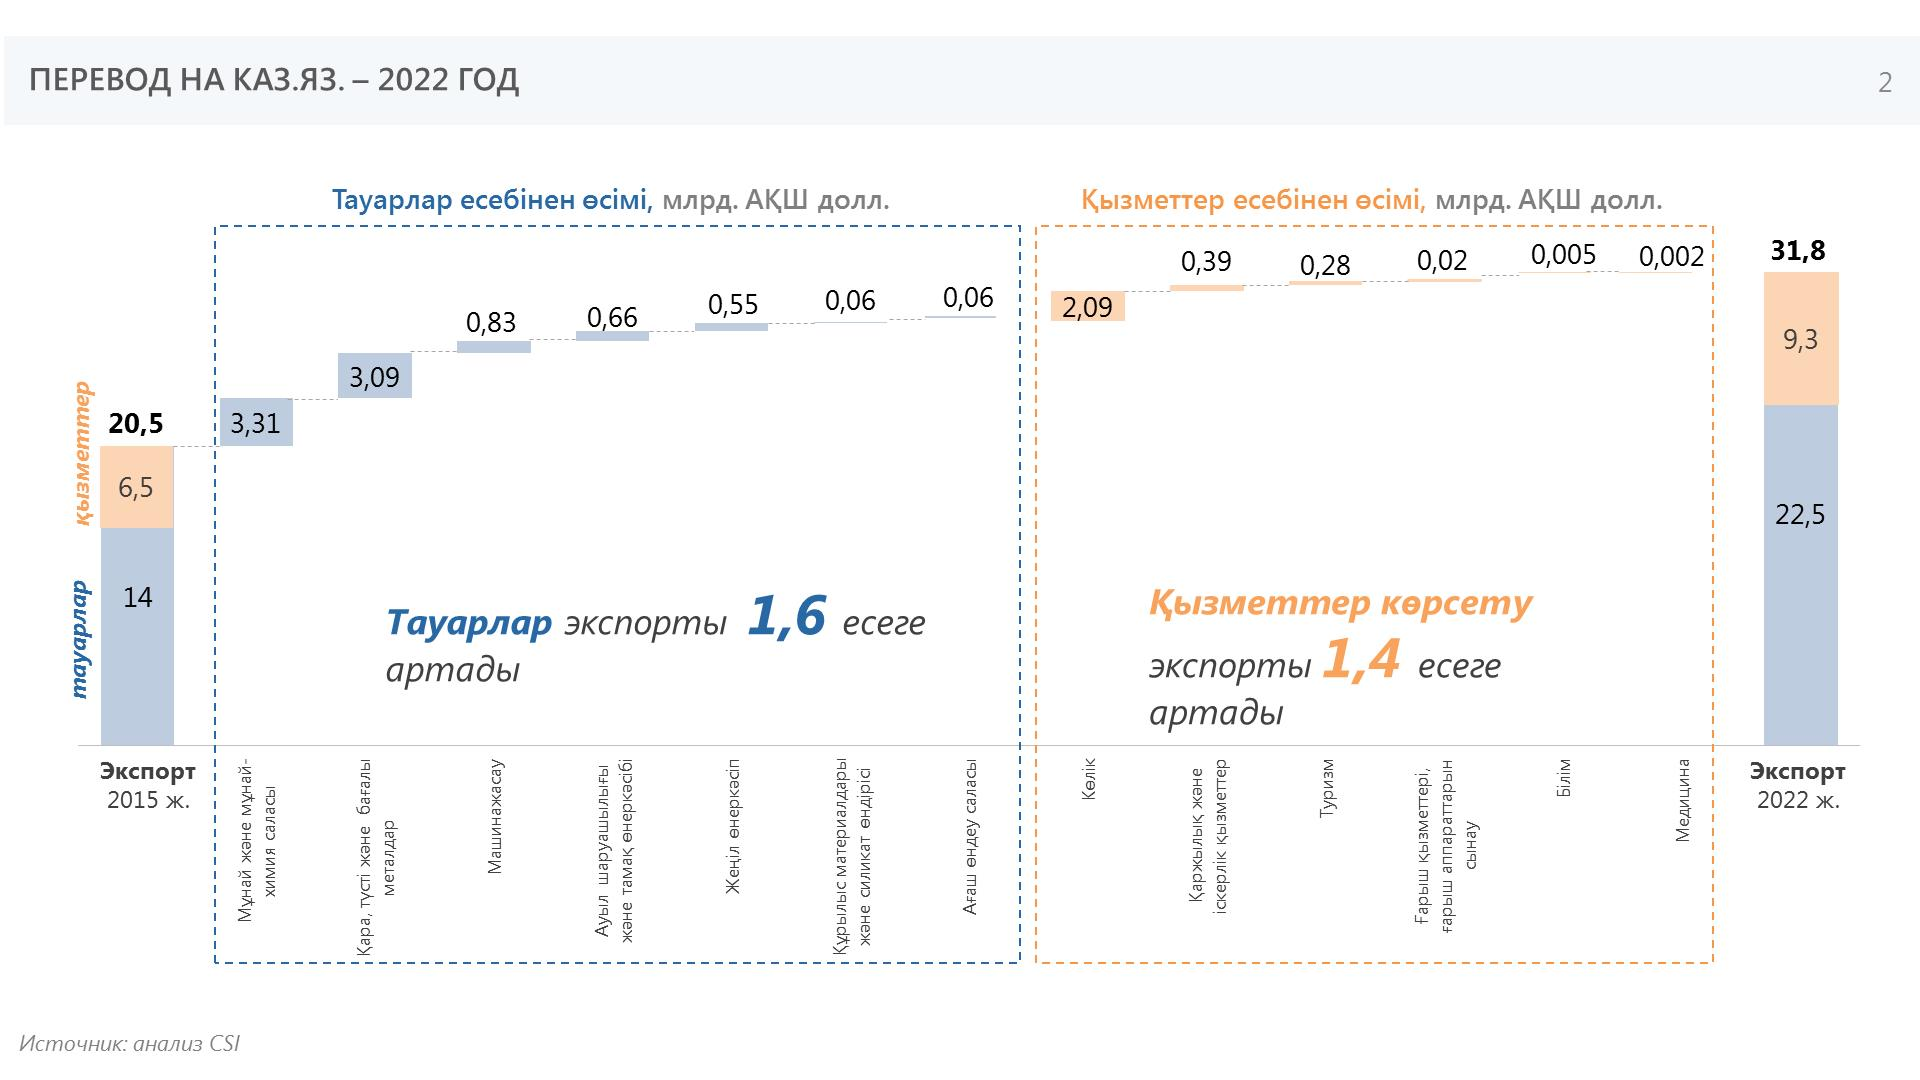 ПЕРЕВОД НА КАЗ.ЯЗ. – 2022 ГОД
2
Тауарлар есебінен өсімі, млрд. АҚШ долл.
Қызметтер есебінен өсімі, млрд. АҚШ долл.
20,5
6,5
14
қызметтер
тауарлар
3,31
3,09
0,83
0,66
0,55
0,06
0,06
2,09
0,39
0,28
0,02
0,005
0,002
31,8
9,3
22,5
Тауарлар экспорты 1,6 есеге
артады
Қызметтер көрсету
экспорты 1,4 есеге
артады
Экспорт
2015 ж.
Мұнай және мұнай-
химия саласы
Қара, түсті және бағалы
металдар
Машинажасау
Ауыл шаруашылығы
және тамақ өнеркәсібі
Жеңіл өнеркәсіп
Құрылыс материалдары
және силикат өндірісі
Ағаш өңдеу саласы
Көлік
Қаржылық және
іскерлік қызметтер
Туризм
Ғарыш қызметтері,
ғарыш аппараттарын
сынау
Білім
Медицина
Экспорт
2022 ж.
Источник: анализ CSI